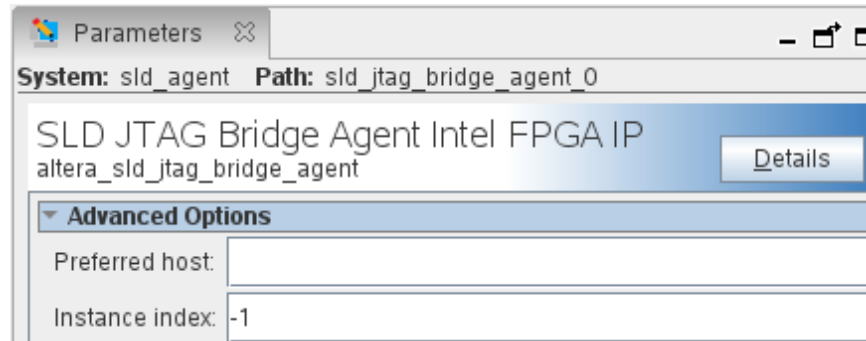 Parameters
System: sld_agent Path: sld_jtag_bridge_agent_0
SLD JTAG Bridge Agent Intel FPGA IP
altera_sld_jtag_bridge_agent
Details
Advanced Options
Preferred host:
Instance index: -1